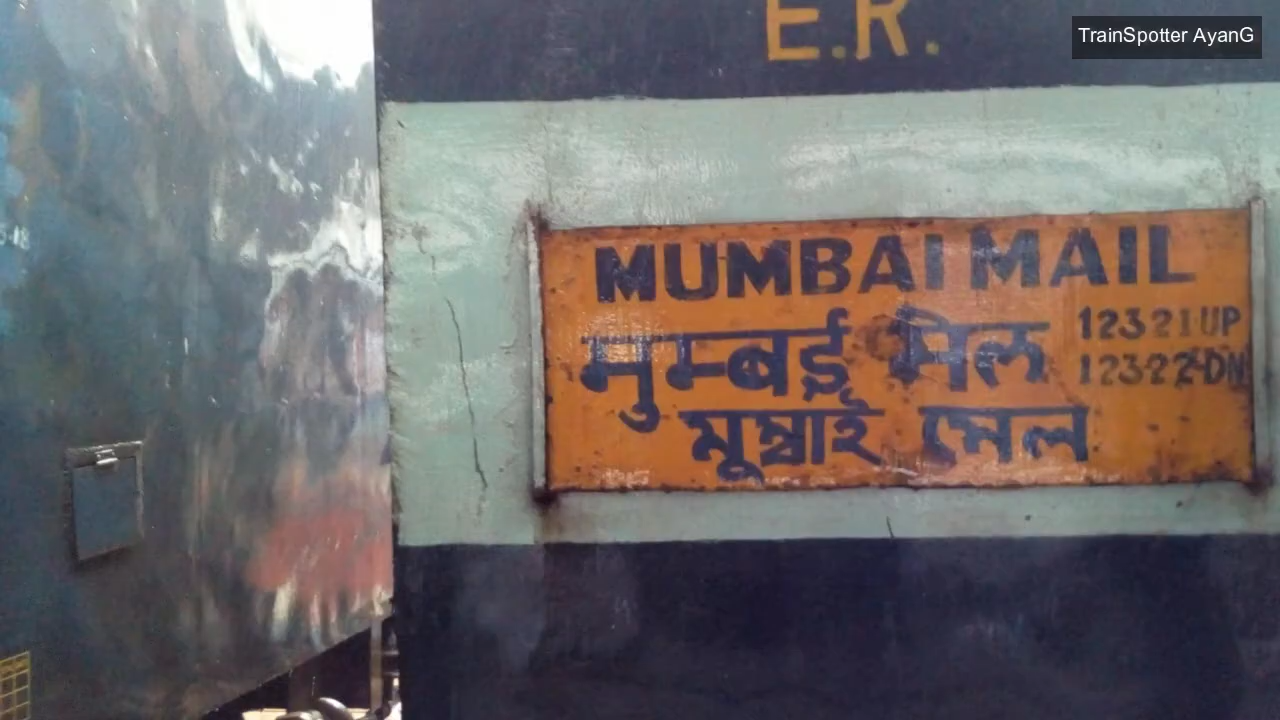 E.R.
TrainSpotter AyanG
MUMBAI MAIL
मुम्बई मेल
12321 UP
12322-DN
মুম্বাই মেল